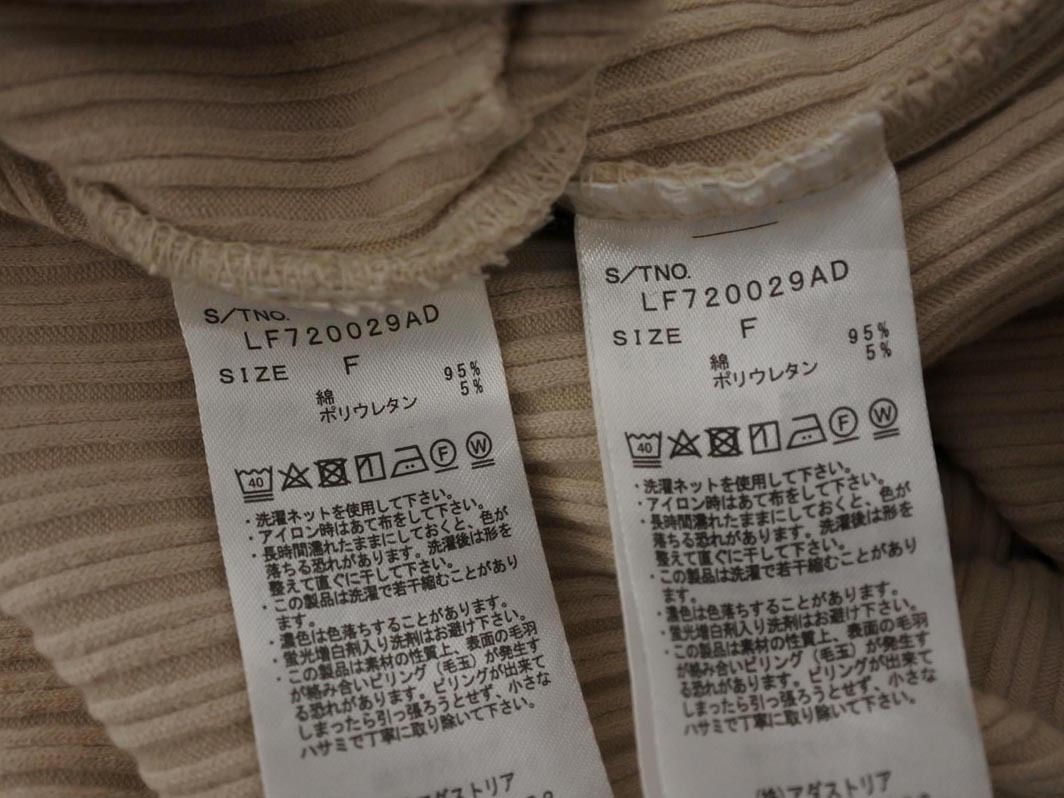 S/TNO.
LF720029AD
SIZE F
綿 95%
ポリウレタン 5%
40 F W
・洗濯ネットを使用して下さい。
・アイロン時はあて布をして下さい。
・長時間濡れたままにしておくと、色が
落ちる恐れがあります。洗濯後は形を
整えて直ぐに干して下さい。
・この製品は洗濯で若干縮むことがあり
ます。
・濃色は色落ちすることがあります。
・蛍光増白剤入り洗剤はお避け下さい。
・この製品は素材の性質上、表面の毛羽
が絡み合いピリング（毛玉）が発生す
る恐れがあります。ピリングが出来て
しまったら引っ張ろうとせず、小さな
ハサミで丁寧に取り除いて下さい。
アダストリア
S/TNO.
LF720029AD
SIZE F
綿 95%
ポリウレタン 5%
40 F W
・洗濯ネットを使用して下さい。
・アイロン時はあて布をして下さい。
・長時間濡れたままにしておくと、色が
落ちる恐れがあります。洗濯後は形を
整えて直ぐに干して下さい。
・この製品は洗濯で若干縮むことがあり
ます。
・濃色は色落ちすることがあります。
・蛍光増白剤入り洗剤はお避け下さい。
・この製品は素材の性質上、表面の毛羽
が絡み合いピリング（毛玉）が発生す
る恐れがあります。ピリングが出来て
しまったら引っ張ろうとせず、小さな
ハサミで丁寧に取り除いて下さい。
(株)アダストリア